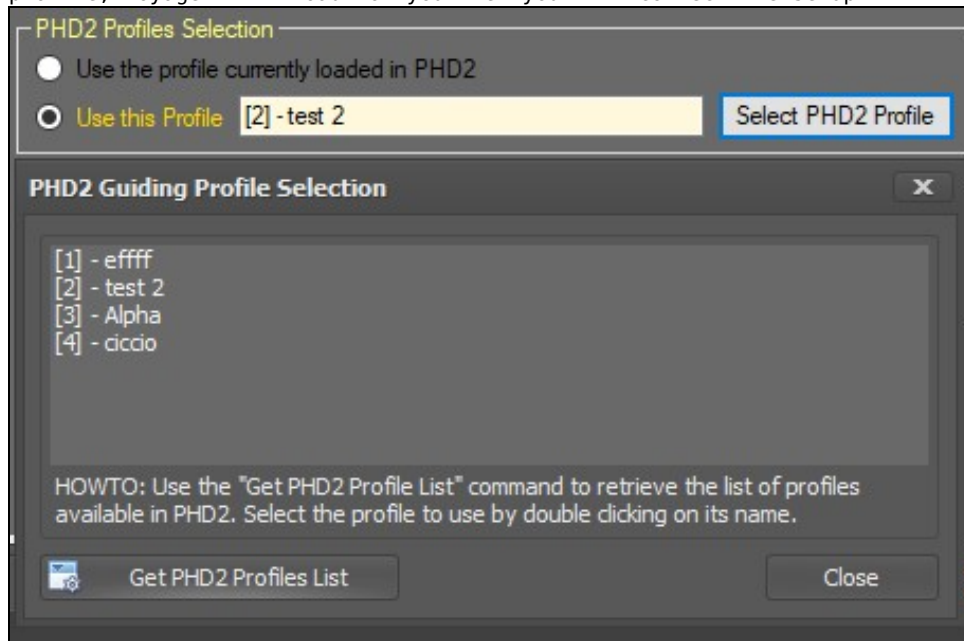 PHD2 Profiles Selection
Use the profile currently loaded in PHD2
Use this Profile [2] - test 2 Select PHD2 Profile
PHD2 Guiding Profile Selection x
[1] - effff
[2] - test 2
[3] - Alpha
[4] - ciccio
HOWTO: Use the "Get PHD2 Profile List" command to retrieve the list of profiles
available in PHD2. Select the profile to use by double clicking on its name.
Get PHD2 Profiles List Close